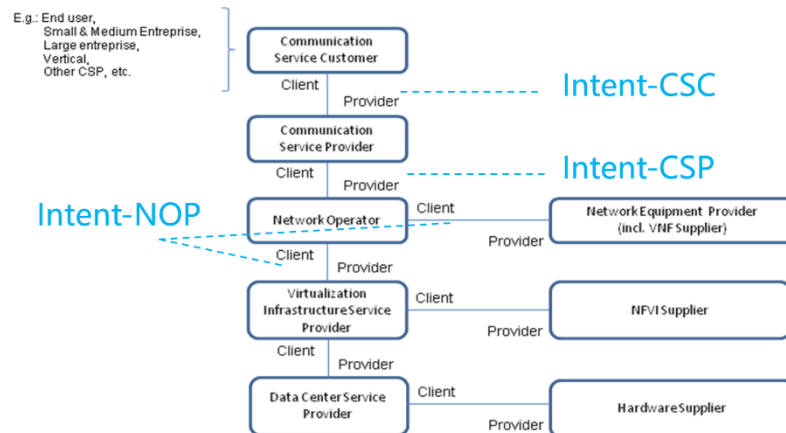 E.g.: End user,
Small & Medium Entreprise,
Large entreprise,
Vertical,
Other CSP, etc.
Communication
Service Customer
Client
Provider
Intent-CSC
Communication
Service Provider
Client
Provider
Intent-CSP
Intent-NOP
Network Operator
Client
Provider
Network Equipment Provider
(incl. VNF Supplier)
Client
Provider
Virtualization
Infrastructure Service
Provider
Client
Provider
NFVI Supplier
Client
Provider
Data Center Service
Provider
Client
Provider
Hardware Supplier